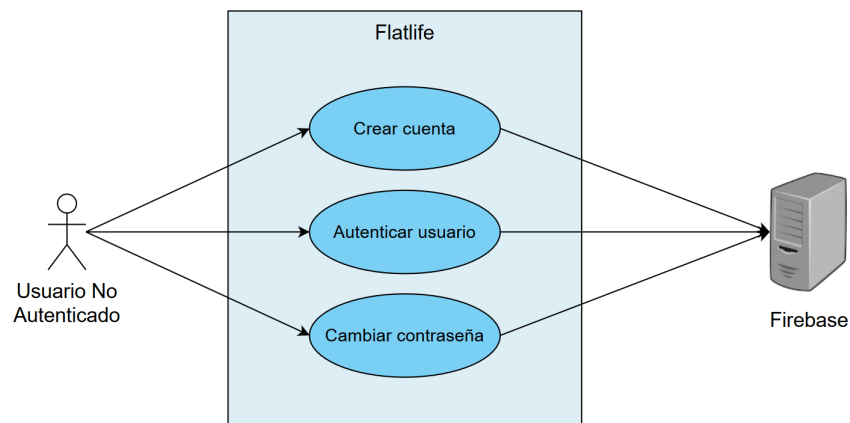 Flatlife
Crear cuenta
Autenticar usuario
Cambiar contraseña
Usuario No
Autenticado
Firebase